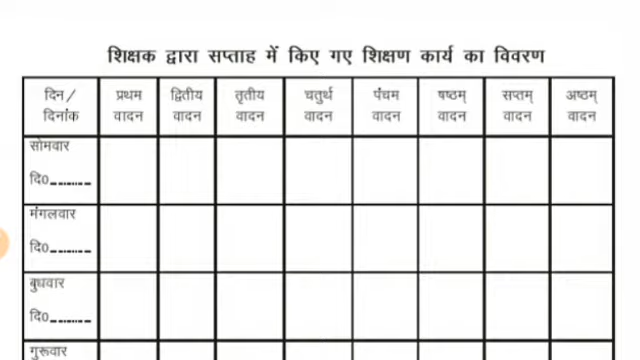 शिक्षक द्वारा सप्ताह में किए गए शिक्षण कार्य का विवरण
दिन/ प्रथम द्वितीय तृतीय चतुर्थ पंचम षष्ठम् सप्तम् अष्ठम्
दिनांक वादन वादन वादन वादन वादन वादन वादन वादन
सोमवार
दि0..........
मंगलवार
दि0..........
बुधवार
दि0..........
गुरूवार